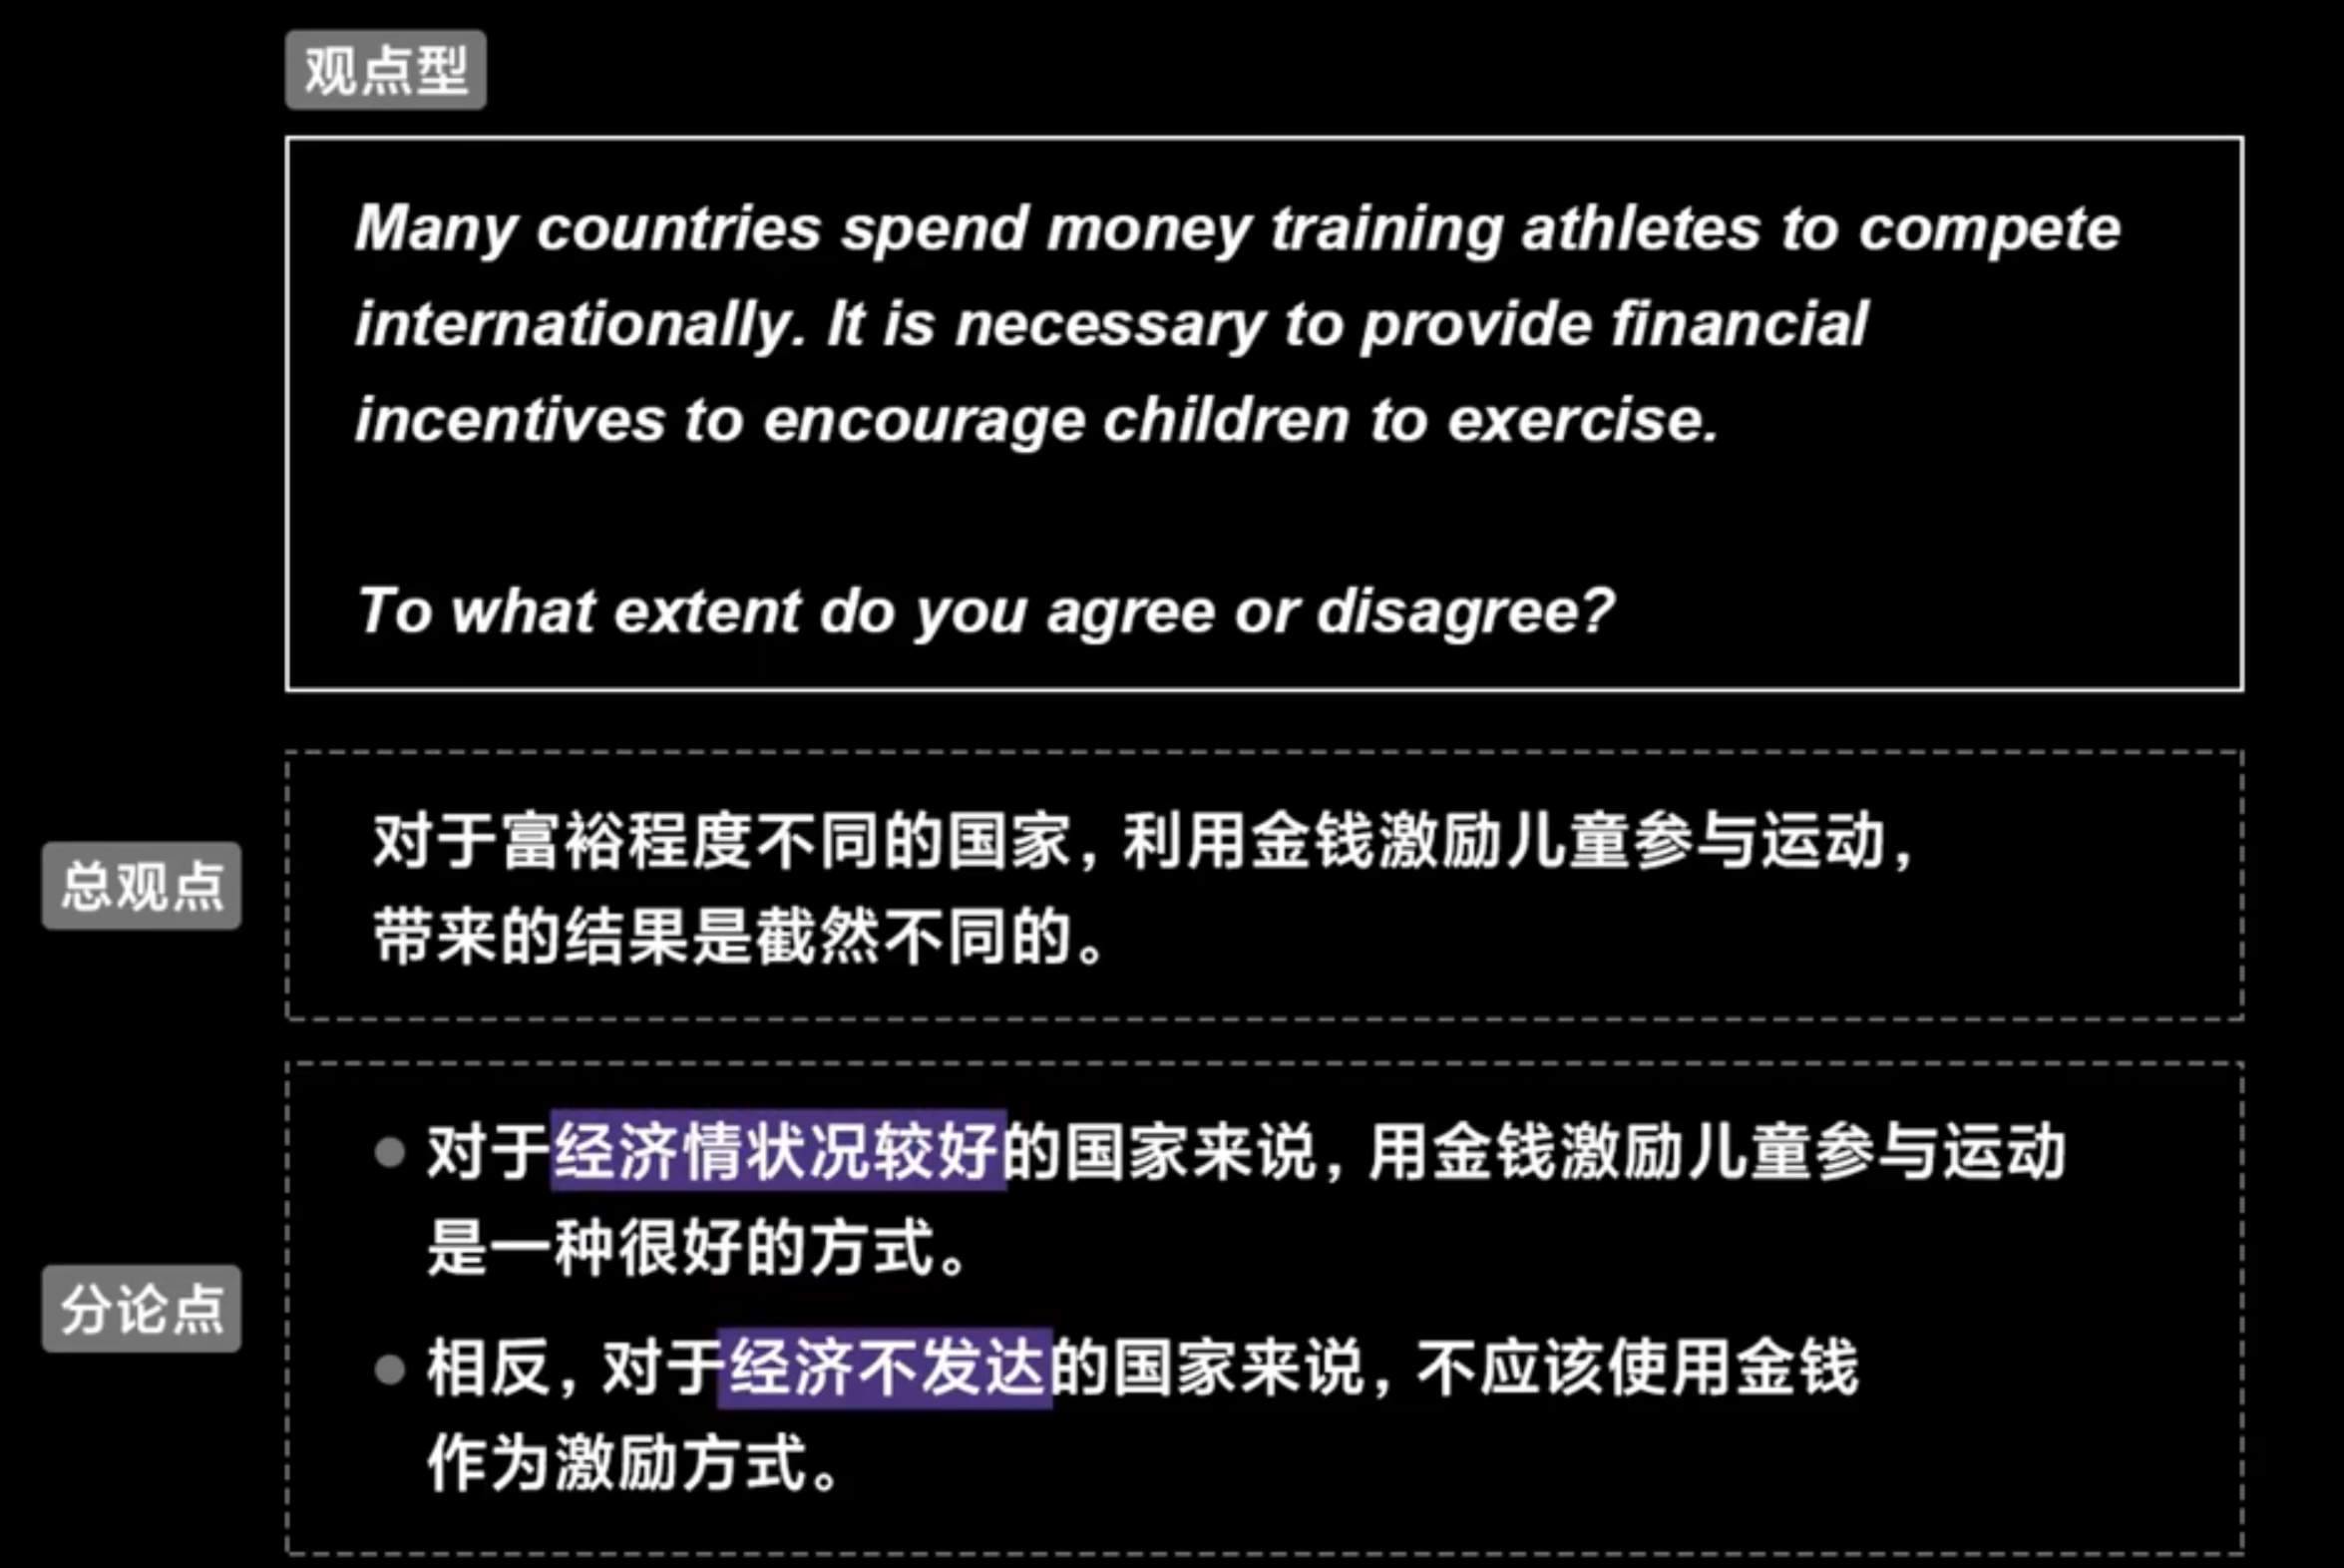 观点型
Many countries spend money training athletes to compete
internationally. It is necessary to provide financial
incentives to encourage children to exercise.
To what extent do you agree or disagree?
总观点
对于富裕程度不同的国家，利用金钱激励儿童参与运动，
带来的结果是截然不同的。
分论点
对于经济情状况较好的国家来说，用金钱激励儿童参与运动
是一种很好的方式。
相反，对于经济不发达的国家来说，不应该使用金钱
作为激励方式。